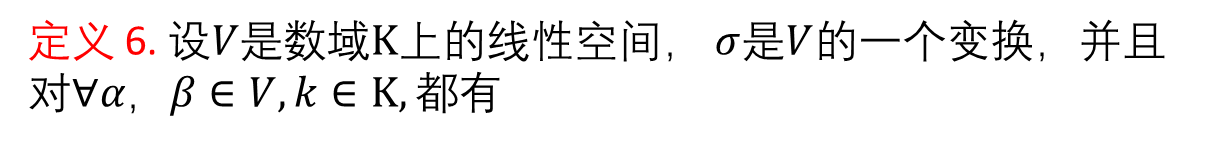 定义 6. 设V是数域K上的线性空间， σ是V的一个变换，并且
对∀α，β ∈ V, k ∈ K, 都有